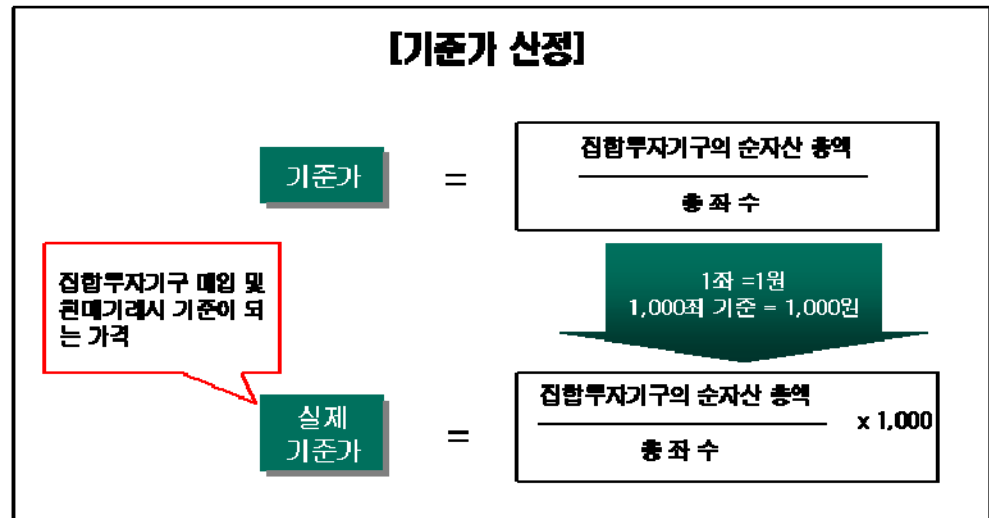 [기준가 산정]
기준가
=
집합투자기구의 순자산 총액
총 좌 수
집합투자기구 매입 및
환매거래시 기준이 되
는 가격
1좌 =1원
1,000좌 기준 = 1,000원
실제
기준가
=
집합투자기구의 순자산 총액
x 1,000
총 좌 수